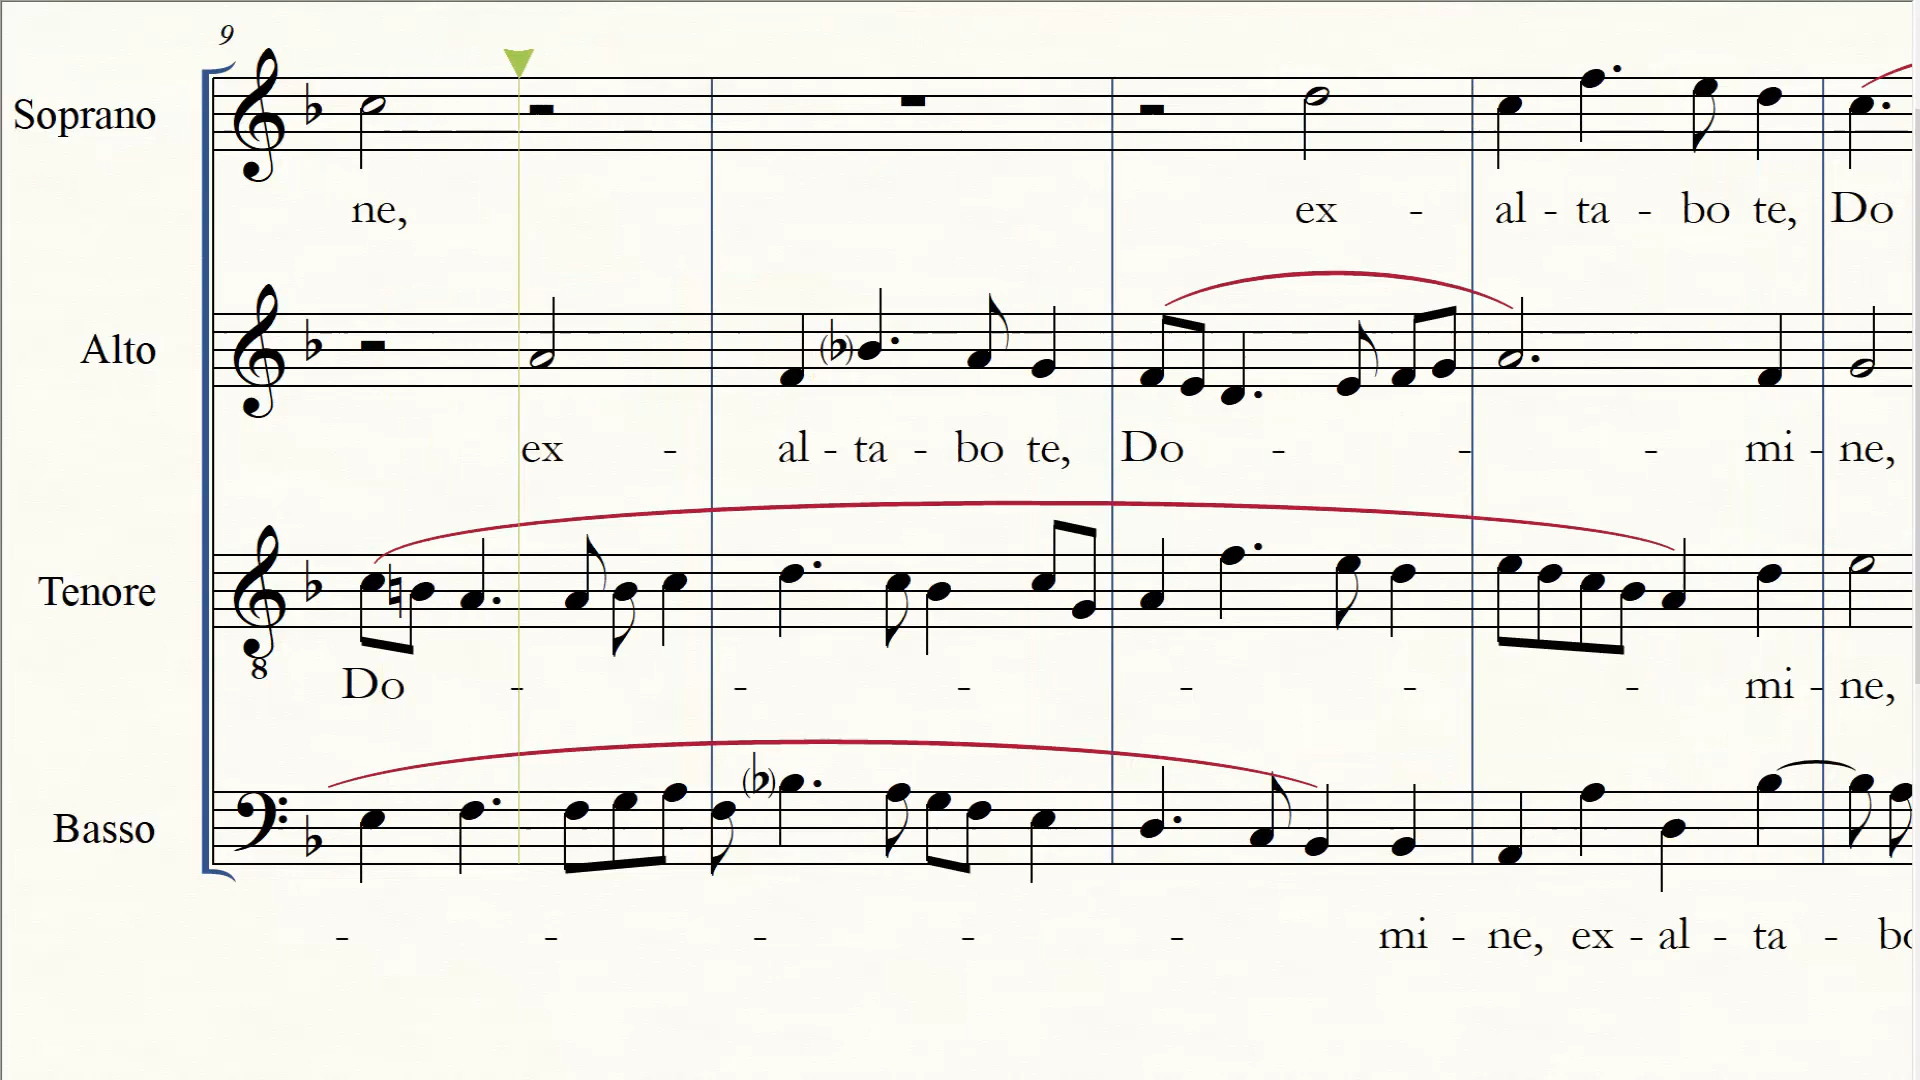 9
Soprano
ne, ex - al - ta - bo te, Do
Alto
ex - al - ta - bo te, Do - - - mi - ne,
Tenore
8
Do - - - - - - mi - ne,
Basso
- - - - - mi - ne, ex - al - ta - bo